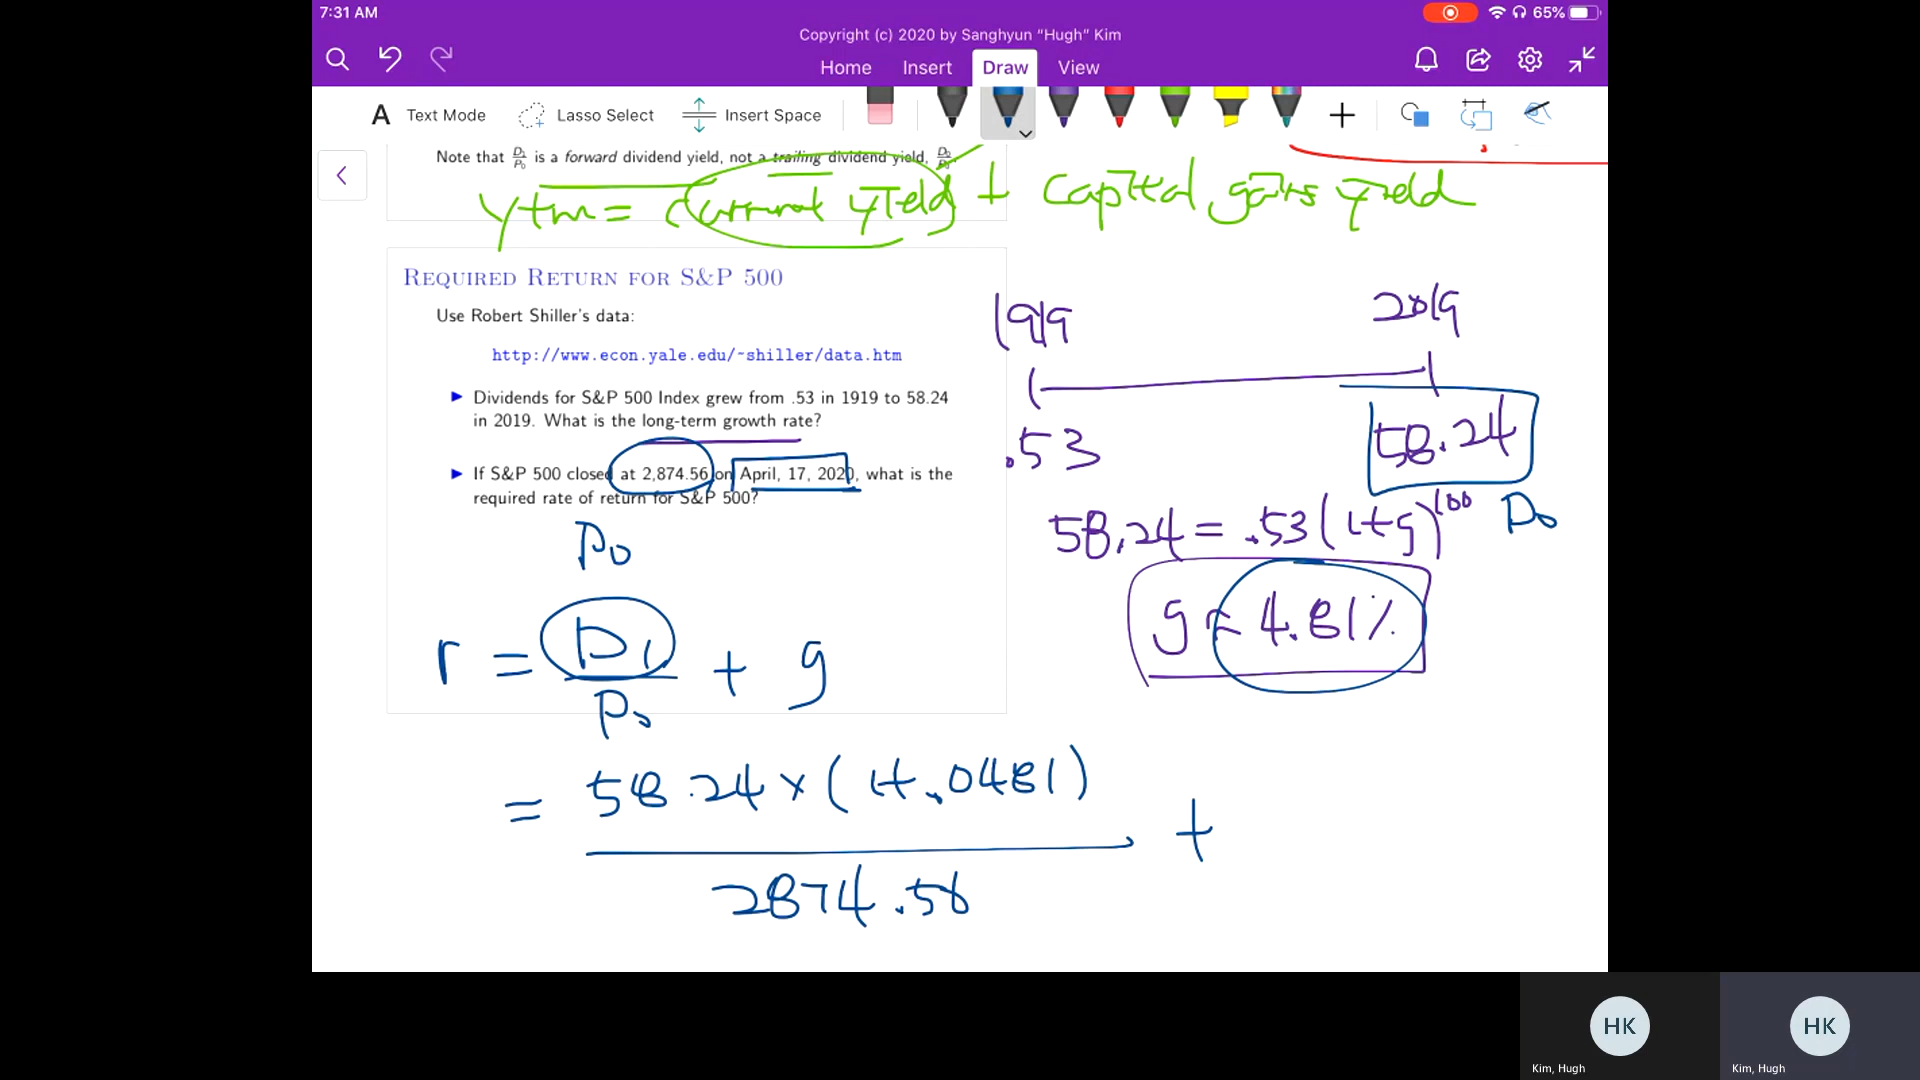 7:31 AM
65%
Copyright (c) 2020 by Sanghyun “Hugh” Kim
Home Insert Draw View
A Text Mode Lasso Select Insert Space
Note that D₁/P₀ is a forward dividend yield, not a trailing dividend yield, D₀/P₀.
ytm = current yield + capital gains yield
REQUIRED RETURN FOR S&P 500
Use Robert Shiller's data:
http://www.econ.yale.edu/~shiller/data.htm
▶ Dividends for S&P 500 Index grew from .53 in 1919 to 58.24
in 2019. What is the long-term growth rate?
▶ If S&P 500 closed at 2,874.56 on April, 17, 2020, what is the
required rate of return for S&P 500?
P₀
r = D₁/P₀ + g
= 58.24 × (1+.0481)
2874.56
+
1919 2019
.53 58.24
D₀
58.24 = .53(1+g)^100
g = 4.81%
HK HK
Kim, Hugh Kim, Hugh